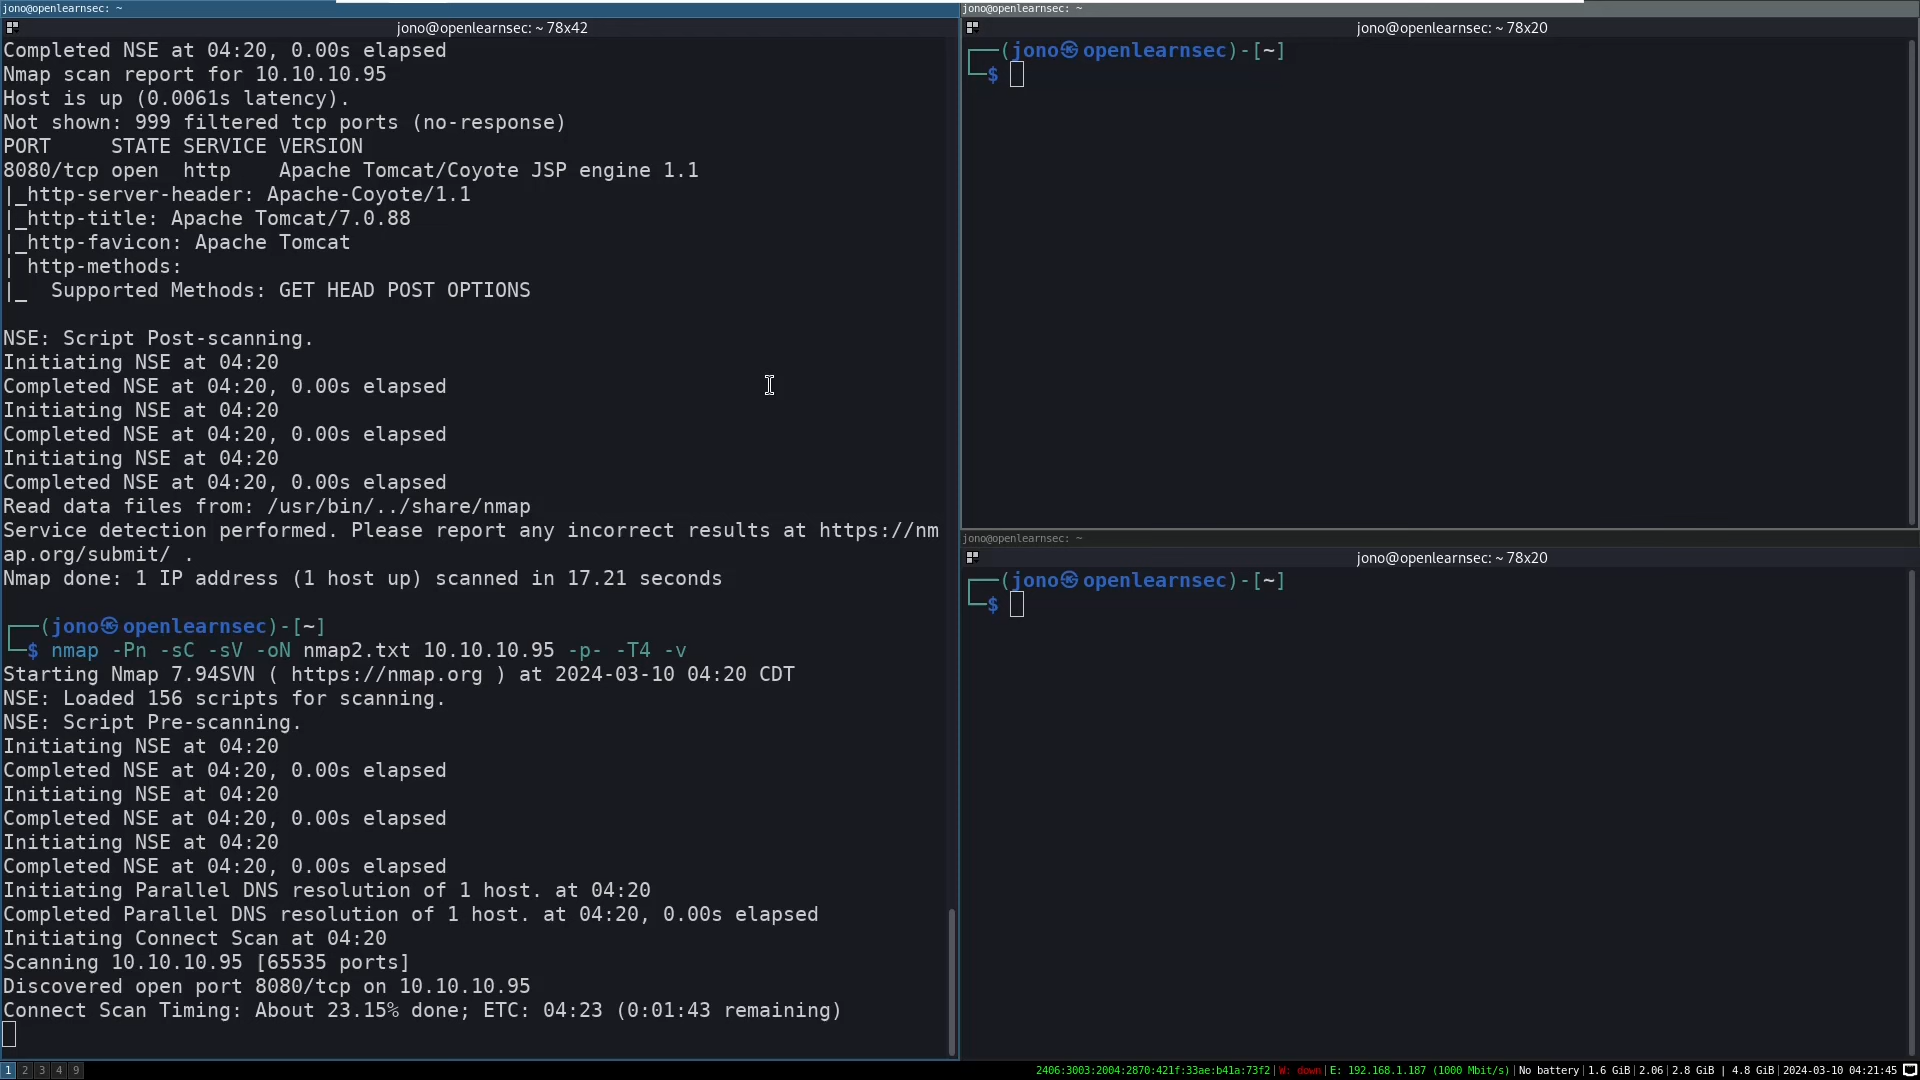 jono@openlearnsec: ~
jono@openlearnsec: ~ 78x42
Completed NSE at 04:20, 0.00s elapsed
Nmap scan report for 10.10.10.95
Host is up (0.0061s latency).
Not shown: 999 filtered tcp ports (no-response)
PORT     STATE SERVICE VERSION
8080/tcp open  http    Apache Tomcat/Coyote JSP engine 1.1
|_http-server-header: Apache-Coyote/1.1
|_http-title: Apache Tomcat/7.0.88
|_http-favicon: Apache Tomcat
| http-methods:
|_  Supported Methods: GET HEAD POST OPTIONS
NSE: Script Post-scanning.
Initiating NSE at 04:20
Completed NSE at 04:20, 0.00s elapsed
Initiating NSE at 04:20
Completed NSE at 04:20, 0.00s elapsed
Initiating NSE at 04:20
Completed NSE at 04:20, 0.00s elapsed
Read data files from: /usr/bin/../share/nmap
Service detection performed. Please report any incorrect results at https://nm
ap.org/submit/ .
Nmap done: 1 IP address (1 host up) scanned in 17.21 seconds
┌──(jono㉿openlearnsec)-[~]
└─$ nmap -Pn -sC -sV -oN nmap2.txt 10.10.10.95 -p- -T4 -v
Starting Nmap 7.94SVN ( https://nmap.org ) at 2024-03-10 04:20 CDT
NSE: Loaded 156 scripts for scanning.
NSE: Script Pre-scanning.
Initiating NSE at 04:20
Completed NSE at 04:20, 0.00s elapsed
Initiating NSE at 04:20
Completed NSE at 04:20, 0.00s elapsed
Initiating NSE at 04:20
Completed NSE at 04:20, 0.00s elapsed
Initiating Parallel DNS resolution of 1 host. at 04:20
Completed Parallel DNS resolution of 1 host. at 04:20, 0.00s elapsed
Initiating Connect Scan at 04:20
Scanning 10.10.10.95 [65535 ports]
Discovered open port 8080/tcp on 10.10.10.95
Connect Scan Timing: About 23.15% done; ETC: 04:23 (0:01:43 remaining)
jono@openlearnsec: ~
jono@openlearnsec: ~ 78x20
┌──(jono㉿openlearnsec)-[~]
└─$
jono@openlearnsec: ~
jono@openlearnsec: ~ 78x20
┌──(jono㉿openlearnsec)-[~]
└─$
1 2 3 4 9
2406:3003:2004:2870:421f:33ae:b41a:73f2|W: down|E: 192.168.1.187 (1000 Mbit/s)|No battery|1.6 GiB|2.06|2.8 GiB | 4.8 GiB|2024-03-10 04:21:45